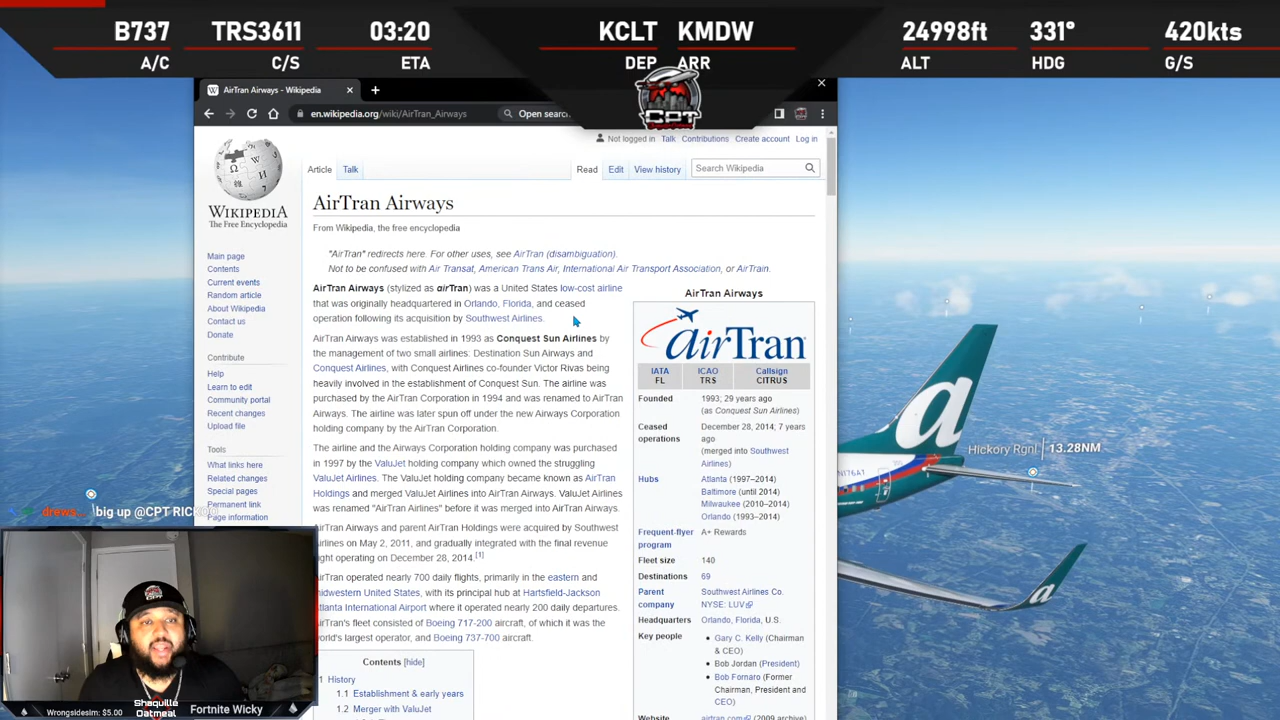 B737 TRS3611 03:20 KCLT KMDW 24998ft 331° 420kts
A/C C/S ETA DEP ARR ALT HDG G/S
CPT
AirTran Airways - Wikipedia
en.wikipedia.org/wiki/AirTran_Airways
Open searc
Not logged in Talk Contributions Create account Log in
Article Talk Read Edit View history Search Wikipedia
WIKIPEDIA
The Free Encyclopedia
Main page
Contents
Current events
Random article
About Wikipedia
Contact us
Donate
Contribute
Help
Learn to edit
Community portal
Recent changes
Upload file
Tools
What links here
Related changes
Special pages
Permanent link
Page information
AirTran Airways
From Wikipedia, the free encyclopedia
"AirTran" redirects here. For other uses, see AirTran (disambiguation).
Not to be confused with Air Transat, American Trans Air, International Air Transport Association, or AirTrain.
AirTran Airways (stylized as airTran) was a United States low-cost airline
that was originally headquartered in Orlando, Florida, and ceased
operation following its acquisition by Southwest Airlines.
AirTran Airways was established in 1993 as Conquest Sun Airlines by
the management of two small airlines: Destination Sun Airways and
Conquest Airlines, with Conquest Airlines co-founder Victor Rivas being
heavily involved in the establishment of Conquest Sun. The airline was
purchased by the AirTran Corporation in 1994 and was renamed to AirTran
Airways. The airline was later spun off under the new Airways Corporation
holding company by the AirTran Corporation.
The airline and the Airways Corporation holding company was purchased
in 1997 by the ValuJet holding company which owned the struggling
ValuJet Airlines. The ValuJet holding company became known as AirTran
Holdings and merged ValuJet Airlines into AirTran Airways. ValuJet Airlines
was renamed "AirTran Airlines" before it was merged into AirTran Airways.
AirTran Airways and parent AirTran Holdings were acquired by Southwest
irlines on May 2, 2011, and gradually integrated with the final revenue
ght operating on December 28, 2014.[1]
irTran operated nearly 700 daily flights, primarily in the eastern and
idwestern United States, with its principal hub at Hartsfield-Jackson
tlanta International Airport where it operated nearly 200 daily departures.
irTran's fleet consisted of Boeing 717-200 aircraft, of which it was the
orld's largest operator, and Boeing 737-700 aircraft.
Contents [hide]
1 History
1.1 Establishment & early years
1.2 Merger with ValuJet
AirTran Airways
airTran
IATA ICAO Callsign
FL TRS CITRUS
Founded 1993; 29 years ago
(as Conquest Sun Airlines)
Ceased operations December 28, 2014; 7 years
ago
(merged into Southwest
Airlines)
Hubs Atlanta (1997–2014)
Baltimore (until 2014)
Milwaukee (2010–2014)
Orlando (1993–2014)
Frequent-flyer program A+ Rewards
Fleet size 140
Destinations 69
Parent company Southwest Airlines Co.
NYSE: LUV
Headquarters Orlando, Florida, U.S.
Key people • Gary C. Kelly (Chairman
& CEO)
• Bob Jordan (President)
• Bob Fornaro (Former
Chairman, President and
CEO)
Website airtran.com (2009 archive)
a
N176AT
a
Hickory Rgnl 13.28NM
drews... big up @CPT RICKoLo
Wrongsidesim: $5.00
Shaquille
Oatmeal
Fortnite Wicky